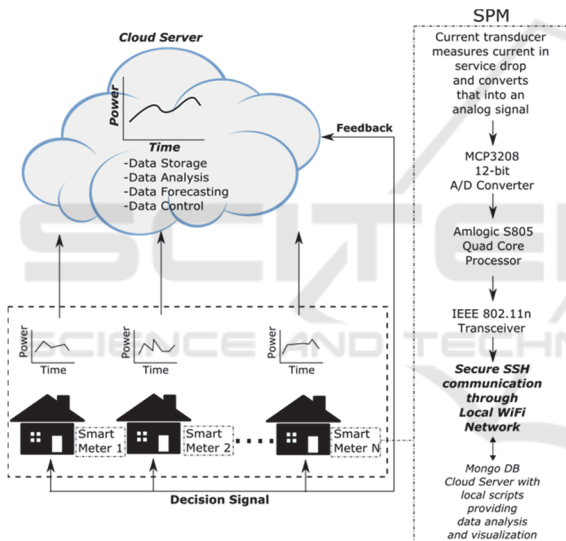 Cloud Server
Power
Time
-Data Storage
-Data Analysis
-Data Forecasting
-Data Control
Feedback
Power
Time
Power
Time
Power
Time
Smart
Meter 1
Smart
Meter 2
Smart
Meter N
Decision Signal
SPM
Current transducer
measures current in
service drop
and converts
that into an
analog signal
MCP3208
12-bit
A/D Converter
Amlogic S805
Quad Core
Processor
IEEE 802.11n
Transceiver
Secure SSH
communication
through
Local WiFi
Network
Mongo DB
Cloud Server with
local scripts
providing
data analysis
and visualization
SCITE
SCIENCE AND TECHN